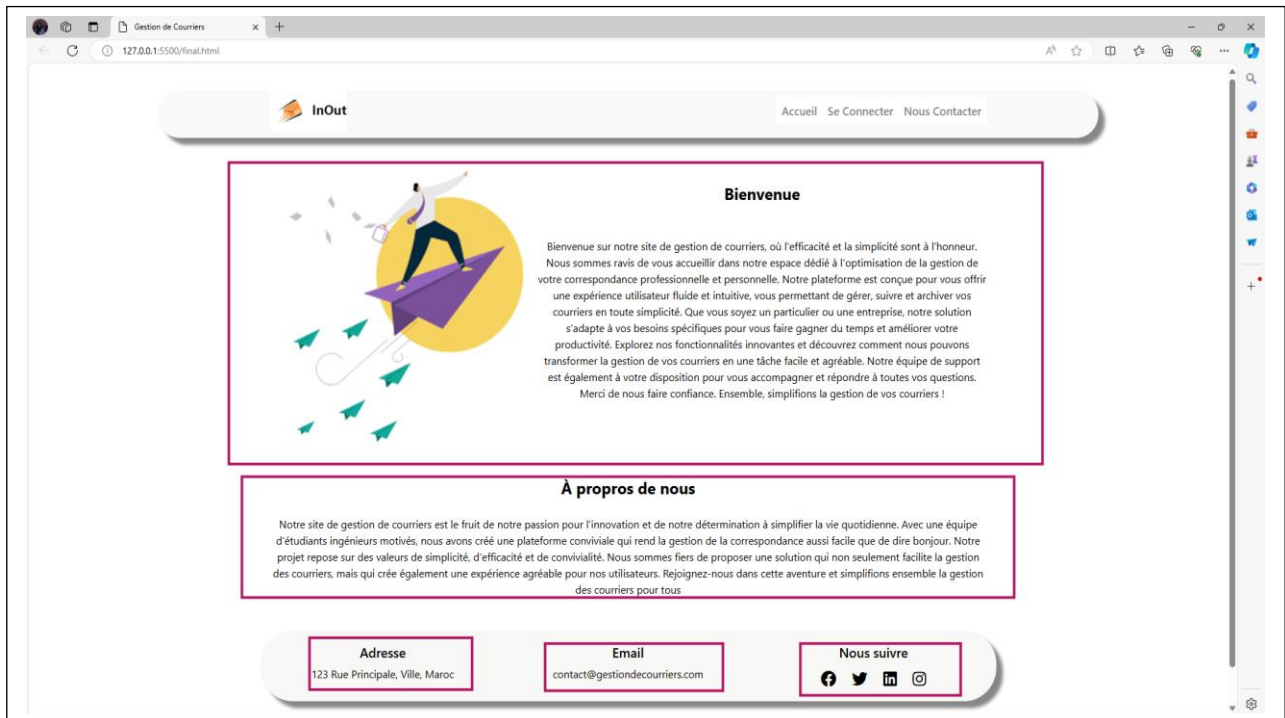 Gestion de Courriers
127.0.0.1:5500/final.html
InOut
Accueil Se Connecter Nous Contacter
Bienvenue
Bienvenue sur notre site de gestion de courriers, où l'efficacité et la simplicité sont à l'honneur.
Nous sommes ravis de vous accueillir dans notre espace dédié à l'optimisation de la gestion de
votre correspondance professionnelle et personnelle. Notre plateforme est conçue pour vous offrir
une expérience utilisateur fluide et intuitive, vous permettant de gérer, suivre et archiver vos
courriers en toute simplicité. Que vous soyez un particulier ou une entreprise, notre solution
s'adapte à vos besoins spécifiques pour vous faire gagner du temps et améliorer votre
productivité. Explorez nos fonctionnalités innovantes et découvrez comment nous pouvons
transformer la gestion de vos courriers en une tâche facile et agréable. Notre équipe de support
est également à votre disposition pour vous accompagner et répondre à toutes vos questions.
Merci de nous faire confiance. Ensemble, simplifions la gestion de vos courriers !
À propros de nous
Notre site de gestion de courriers est le fruit de notre passion pour l'innovation et de notre détermination à simplifier la vie quotidienne. Avec une équipe
d'étudiants ingénieurs motivés, nous avons créé une plateforme conviviale qui rend la gestion de la correspondance aussi facile que de dire bonjour. Notre
projet repose sur des valeurs de simplicité, d'efficacité et de convivialité. Nous sommes fiers de proposer une solution qui non seulement facilite la gestion
des courriers, mais qui crée également une expérience agréable pour nos utilisateurs. Rejoignez-nous dans cette aventure et simplifions ensemble la gestion
des courriers pour tous
Adresse
123 Rue Principale, Ville, Maroc
Email
contact@gestiondecourriers.com
Nous suivre